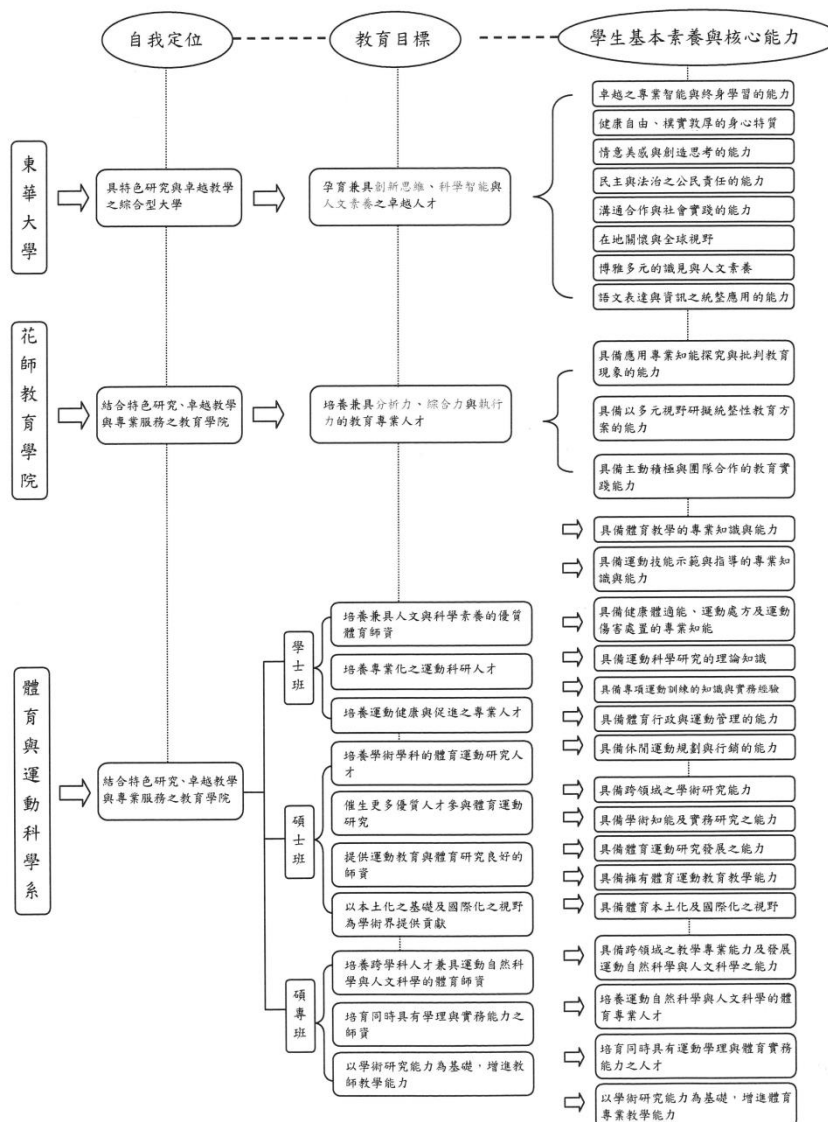 自我定位
教育目標
學生基本素養與核心能力
東華大學
具特色研究與卓越教學
之綜合型大學
孕育兼具創新思維、科學智能與
人文素養之卓越人才
卓越之專業智能與終身學習的能力
健康自由、樸實敦厚的身心特質
情意美感與創造思考的能力
民主與法治之公民責任的能力
溝通合作與社會實踐的能力
在地關懷與全球視野
博雅多元的識見與人文素養
語文表達與資訊之統整應用的能力
花師教育學院
結合特色研究、卓越教學
與專業服務之教育學院
培養兼具分析力、綜合力與執行
力的教育專業人才
具備應用專業知能探究與批判教育
現象的能力
具備以多元視野研擬統整性教育方
案的能力
具備主動積極與團隊合作的教育實
踐能力
體育與運動科學系
結合特色研究、卓越教學
與專業服務之教育學院
學士班
培養兼具人文與科學素養的優質
體育師資
培養專業化之運動科研人才
培養運動健康與促進之專業人才
具備體育教學的專業知識與能力
具備運動技能示範與指導的專業知
識與能力
具備健康體適能、運動處方及運動
傷害處置的專業知能
具備運動科學研究的理論知識
具備專項運動訓練的知識與實務經驗
具備體育行政與運動管理的能力
具備休閒運動規劃與行銷的能力
碩士班
培養學術學科的體育運動研究人
才
催生更多優質人才參與體育運動
研究
提供運動教育與體育研究良好的
師資
以本土化之基礎及國際化之視野
為學術界提供貢獻
具備跨領域之學術研究能力
具備學術知能及實務研究之能力
具備體育運動研究發展之能力
具備擁有體育運動教育教學能力
具備體育本土化及國際化之視野
碩專班
培養跨學科人才兼具運動自然科
學與人文科學的體育師資
培育同時具有學理與實務能力之
師資
以學術研究能力為基礎，增進教
師教學能力
具備跨領域之教學專業能力及發展
運動自然科學與人文科學之能力
培養運動自然科學與人文科學的體
育專業人才
培育同時具有運動學理與體育實務
能力之人才
以學術研究能力為基礎，增進體育
專業教學能力